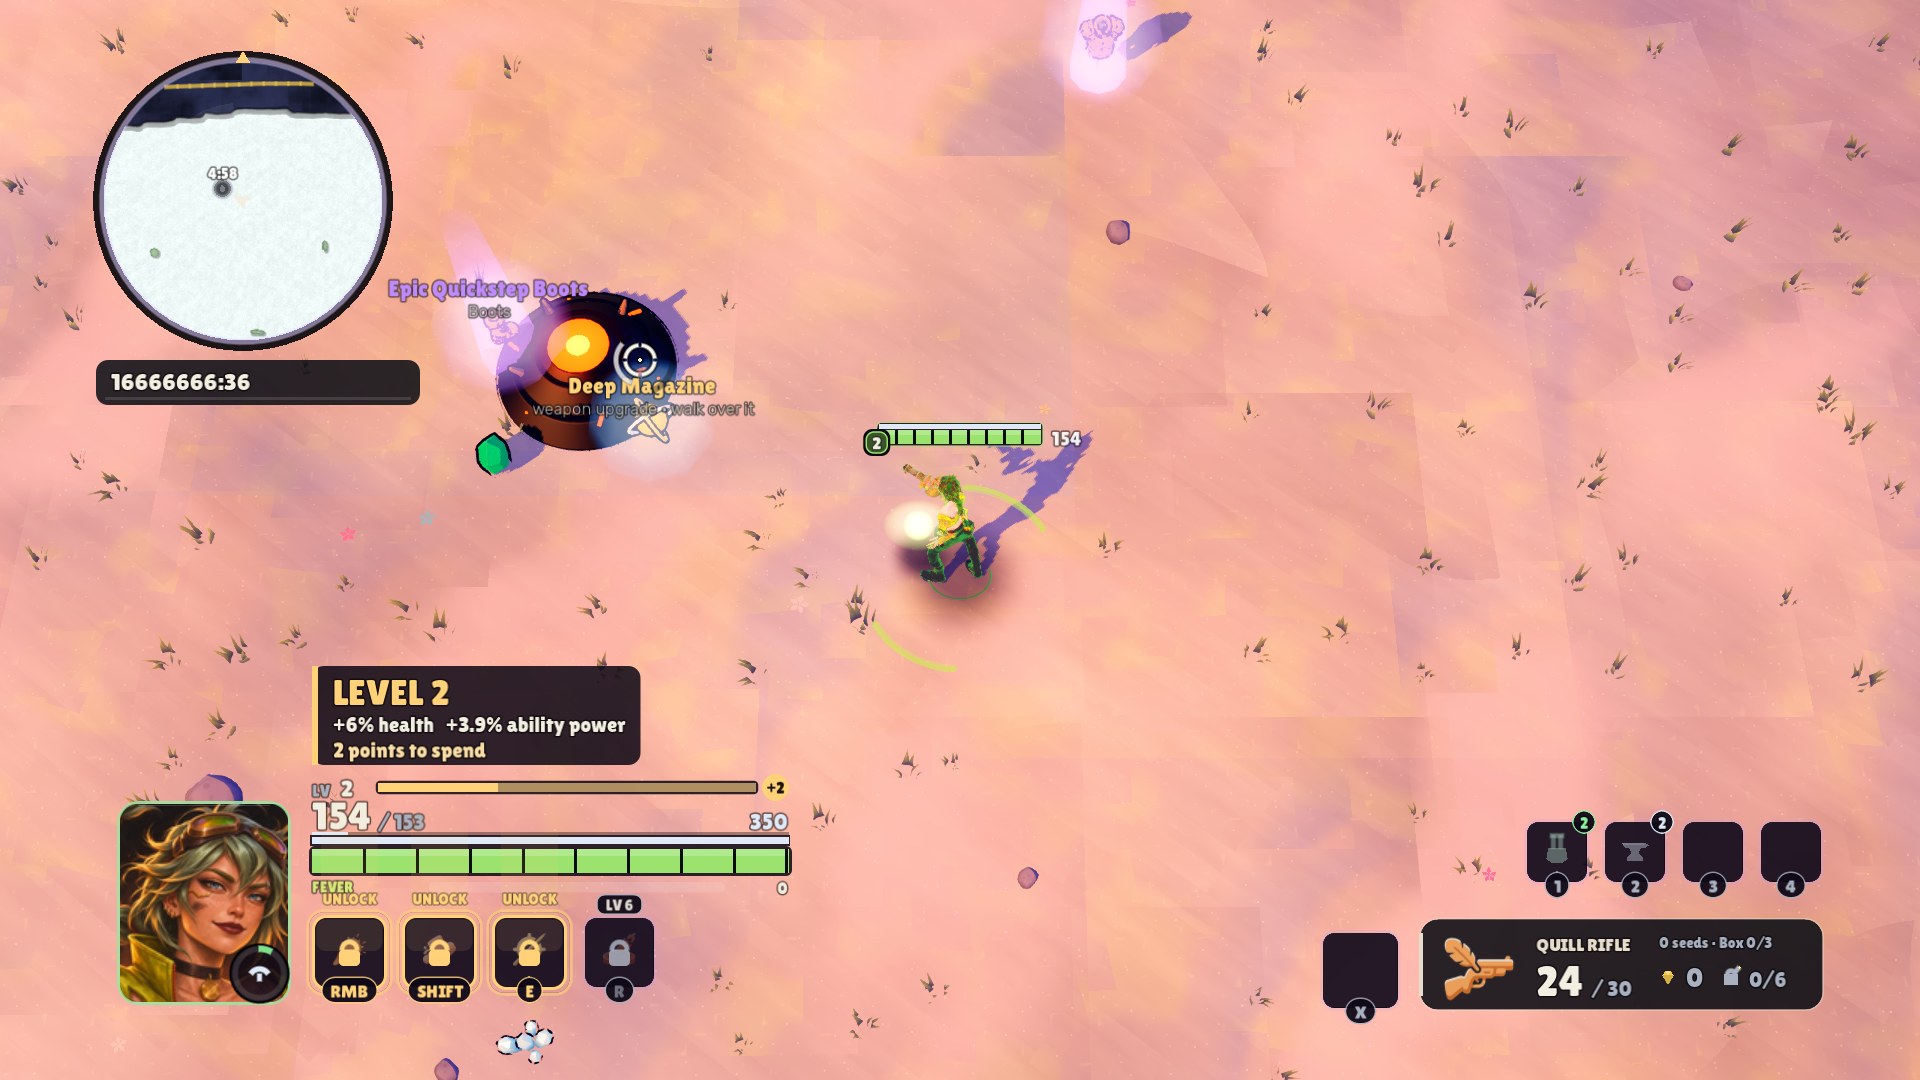 4:58
16666666:36
Epic Quickstep Boots
Boots
Deep Magazine
weapon upgrade · walk over it
2
154
LEVEL 2
+6% health +3.9% ability power
2 points to spend
LV 2
+2
154 / 153
350
FEVER
0
UNLOCK
UNLOCK
UNLOCK
LV 6
RMB
SHIFT
E
R
2
2
1
2
3
4
X
QUILL RIFLE
0 seeds · Box 0/3
24 / 30
0
0/6